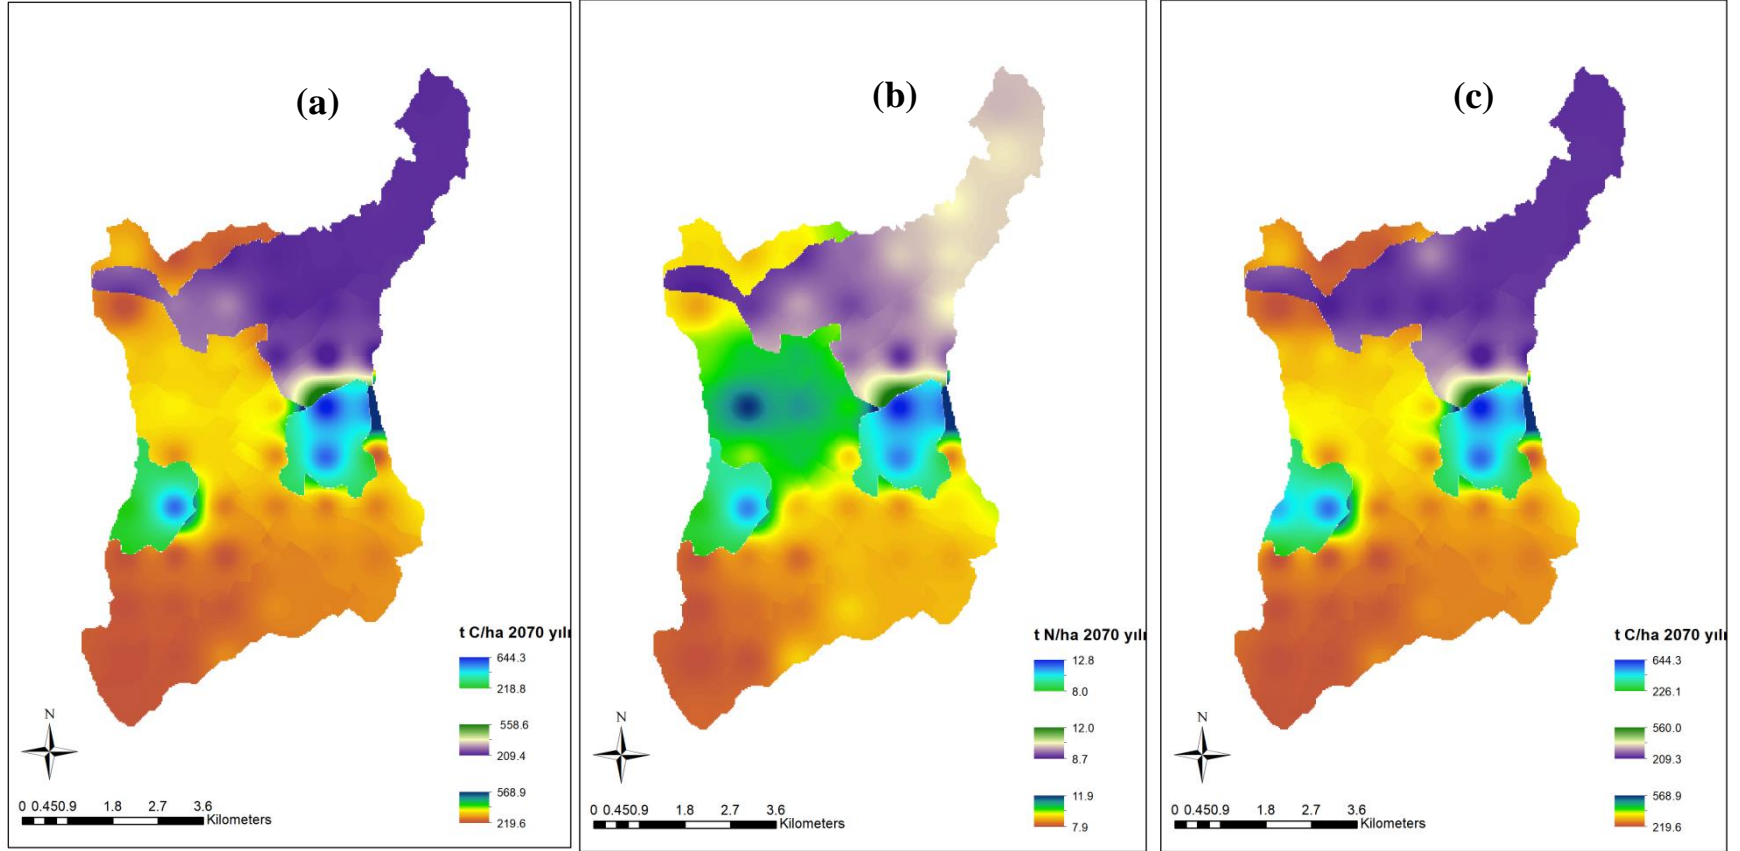 (a)
t C/ha 2070 yılı
644.3
218.8
558.6
209.4
568.9
219.6
N
0 0.450.9 1.8 2.7 3.6
Kilometers
(b)
t N/ha 2070 yılı
12.8
8.0
12.0
8.7
11.9
7.9
N
0 0.450.9 1.8 2.7 3.6
Kilometers
(c)
t C/ha 2070 yılı
644.3
226.1
560.0
209.3
568.9
219.6
N
0 0.450.9 1.8 2.7 3.6
Kilometers